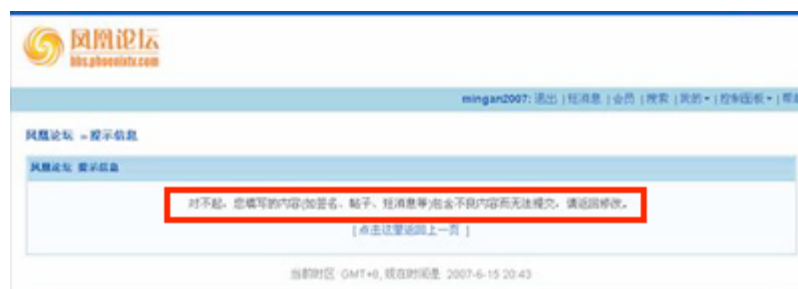 凤凰论坛
bbs.phoenixtv.com
mingan2007: 退出 | 短消息 | 会员 | 搜索 | 我的 | 控制面板 |
凤凰论坛 » 提示信息
凤凰论坛 提示信息
对不起，您填写的内容(如签名、帖子、短消息等)包含不良内容而无法提交，请返回修改。
[ 点击这里返回上一页 ]
当前时区 GMT+8, 现在时间是 2007-6-15 20:43